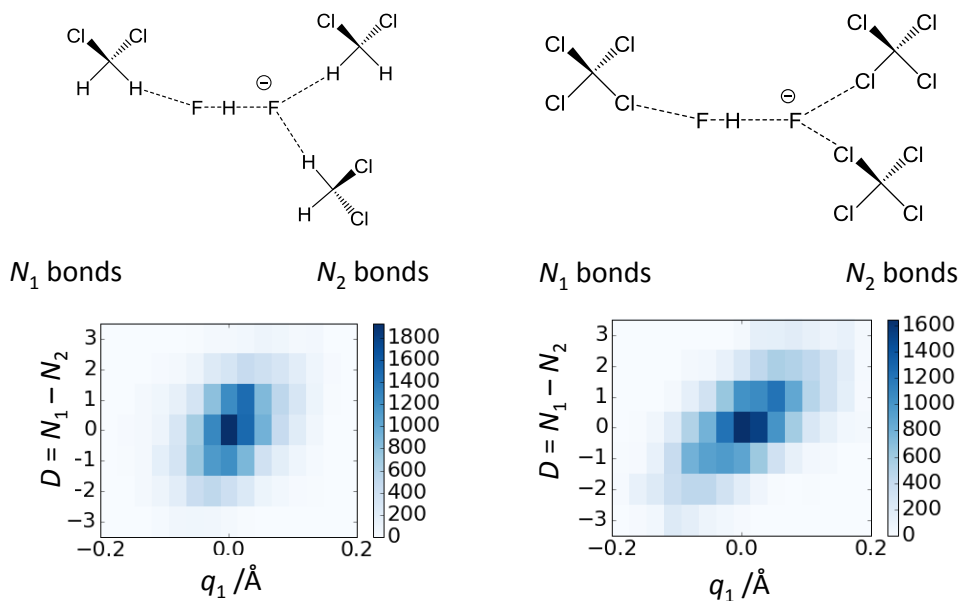 Cl Cl
H H
F H F
⊖
Cl Cl
H H
H
Cl
H
Cl
Cl Cl
Cl Cl
F H F
⊖
Cl Cl
Cl Cl
Cl Cl
Cl Cl
N1 bonds N2 bonds
N1 bonds N2 bonds
D = N1 − N2
3
2
1
0
−1
−2
−3
−0.2 0.0 0.2
q1 /Å
1800
1600
1400
1200
1000
800
600
400
200
0
D = N1 − N2
3
2
1
0
−1
−2
−3
−0.2 0.0 0.2
q1 /Å
1600
1400
1200
1000
800
600
400
200
0